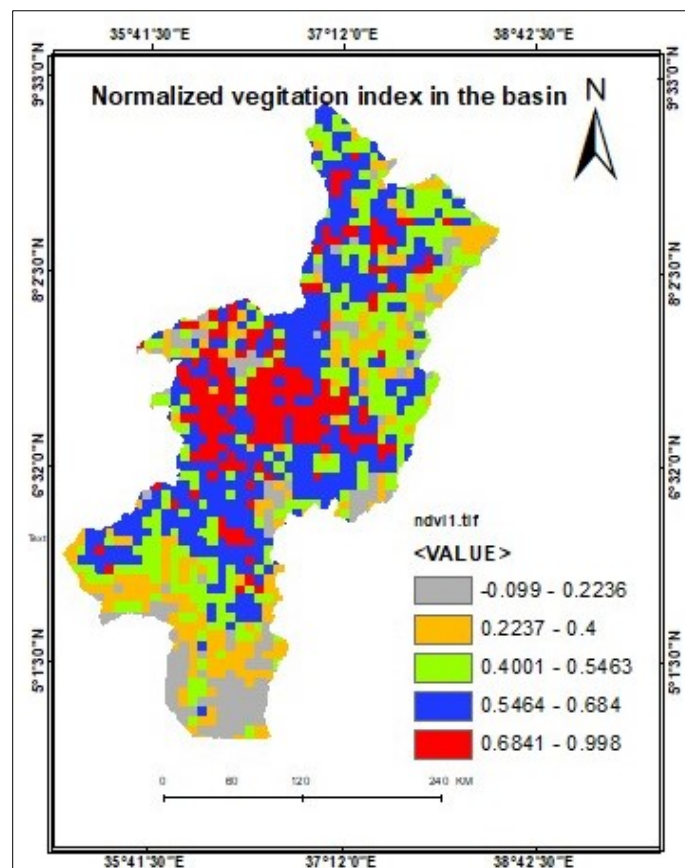 35°41'30"E 37°12'0"E 38°42'30"E
9°33'0"N 9°33'0"N
Normalized vegitation index in the basin
N
8°2'30"N 8°2'30"N
6°32'0"N 6°32'0"N
ndvi1.tif
Text
<VALUE>
-0.099 - 0.2236
0.2237 - 0.4
0.4001 - 0.5463
5°1'30"N 5°1'30"N
0.5464 - 0.684
0.6841 - 0.998
0 60 120 240 KM
35°41'30"E 37°12'0"E 38°42'30"E